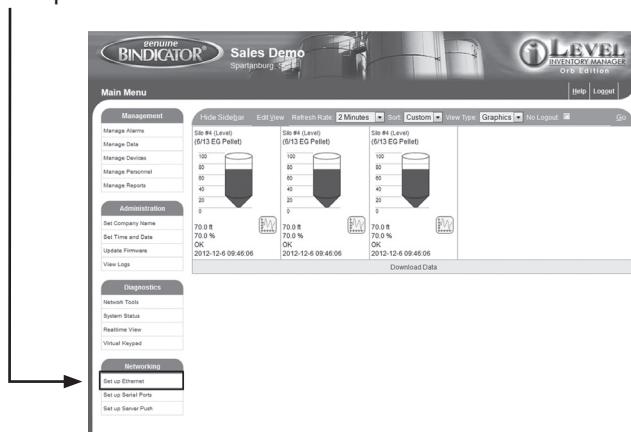 genuine
BINDICATOR®
Sales Demo
Spartanburg,
iLEVEL
INVENTORY MANAGER
Orb Edition
Main Menu
Help Logout
Management
Manage Alarms
Manage Data
Manage Devices
Manage Personnel
Manage Reports
Administration
Set Company Name
Set Time and Date
Update Firmware
View Logs
Diagnostics
Network Tools
System Status
Realtime View
Virtual Keypad
Networking
Set up Ethernet
Set up Serial Ports
Set up Server Push
Hide Sidebar Edit View Refresh Rate: 2 Minutes Sort: Custom View Type: Graphics No Logout Go
Silo #4 (Level)
(6/13 EG Pellet)
100
80
60
40
20
0
70.0 ft
70.0 %
OK
2012-12-6 09:46:06
Silo #4 (Level)
(6/13 EG Pellet)
100
80
60
40
20
0
70.0 ft
70.0 %
OK
2012-12-6 09:46:06
Silo #4 (Level)
(6/13 EG Pellet)
100
80
60
40
20
0
70.0 ft
70.0 %
OK
2012-12-6 09:46:06
Download Data